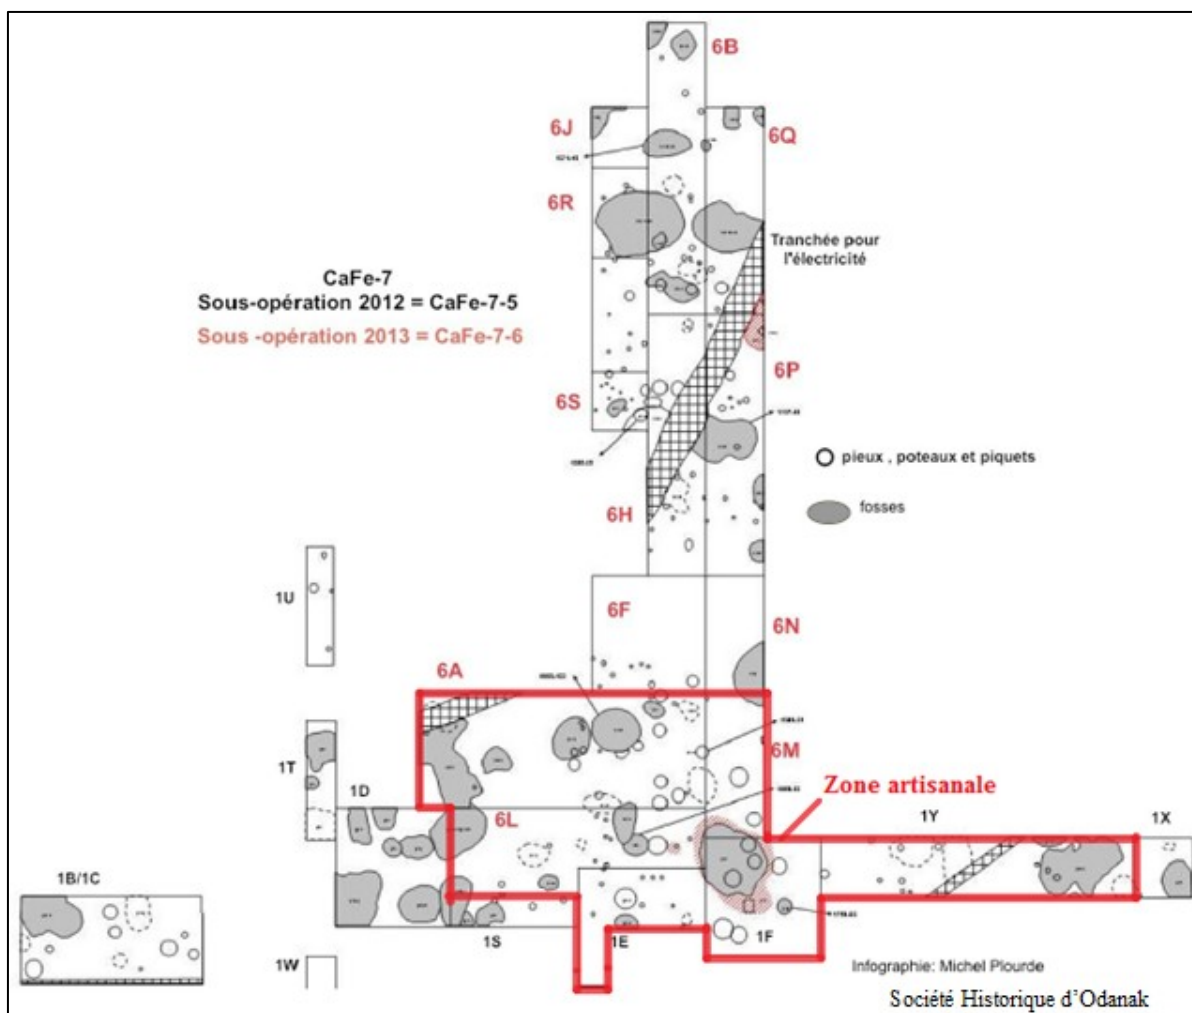 6B
6J
6Q
6R
Tranchée pour
l'électricité
CaFe-7
Sous-opération 2012 = CaFe-7-5
Sous -opération 2013 = CaFe-7-6
6P
6S
pieux , poteaux et piquets
fosses
6H
1U
6F
6N
6A
6M
1T
Zone artisanale
1D
1Y
1X
6L
1B/1C
1S
1E
1F
1W
Infographie: Michel Plourde
Société Historique d'Odanak